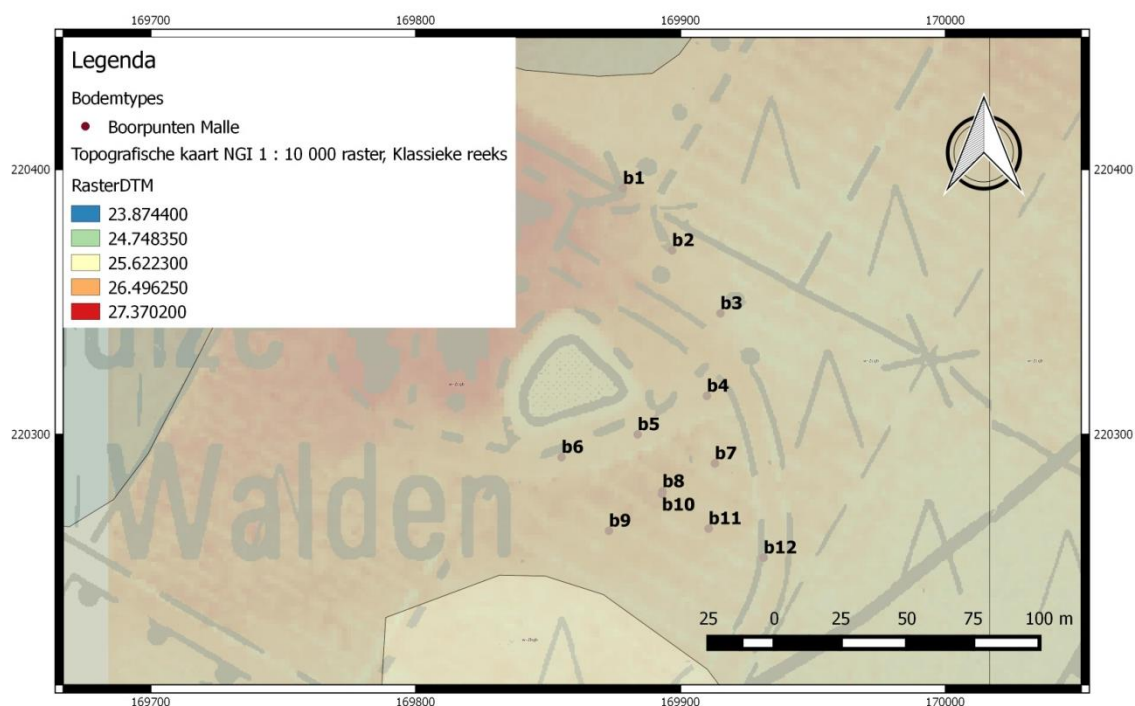 169700 169800 169900 170000
Legenda
Bodemtypes
Boorpunten Malle
Topografische kaart NGI 1 : 10 000 raster, Klassieke reeks
RasterDTM
23.874400
24.748350
25.622300
26.496250
27.370200
220400 220400
b1
b2
b3
b4
b5
b6
220300 220300
b7
Walden
b8
b10
b9
b11
b12
25 0 25 50 75 100 m
169700 169800 169900 170000